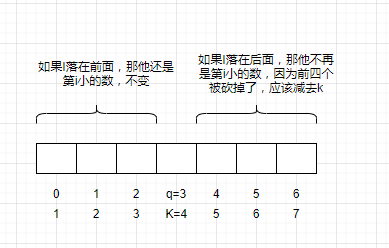 如果I落在前面，那他还是
第i小的数，不变
如果I落在后面，那他不再
是第i小的数，因为前四个
被砍掉了，应该减去k
0 1 2 q=3 4 5 6
1 2 3 K=4 5 6 7